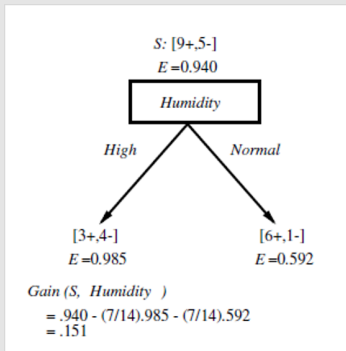 S: [9+,5-]
E =0.940
Humidity
High Normal
[3+,4-] [6+,1-]
E =0.985 E =0.592
Gain (S, Humidity )
= .940 - (7/14).985 - (7/14).592
= .151